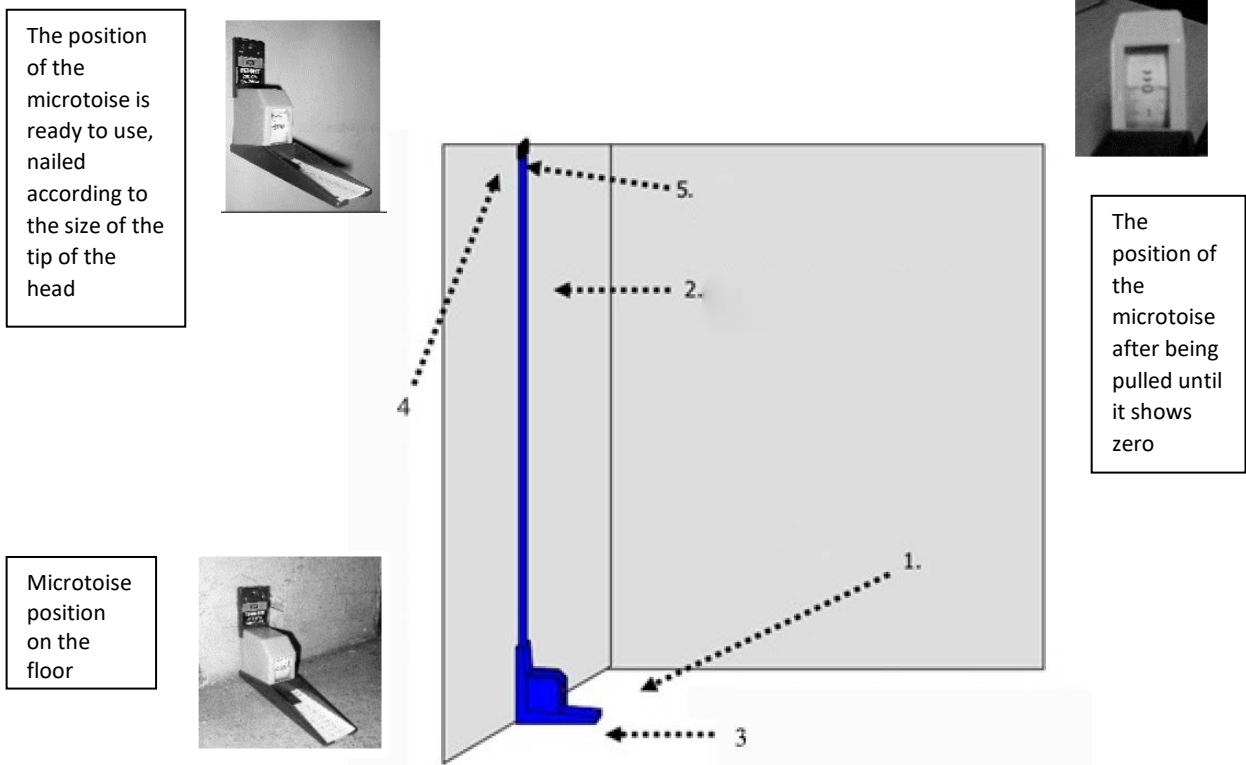 The position
of the
microtoise is
ready to use,
nailed
according to
the size of the
tip of the
head
5.
The
position of
the
microtoise
after being
pulled until
it shows
zero
2.
4
Microtoise
position
on the
floor
1.
3